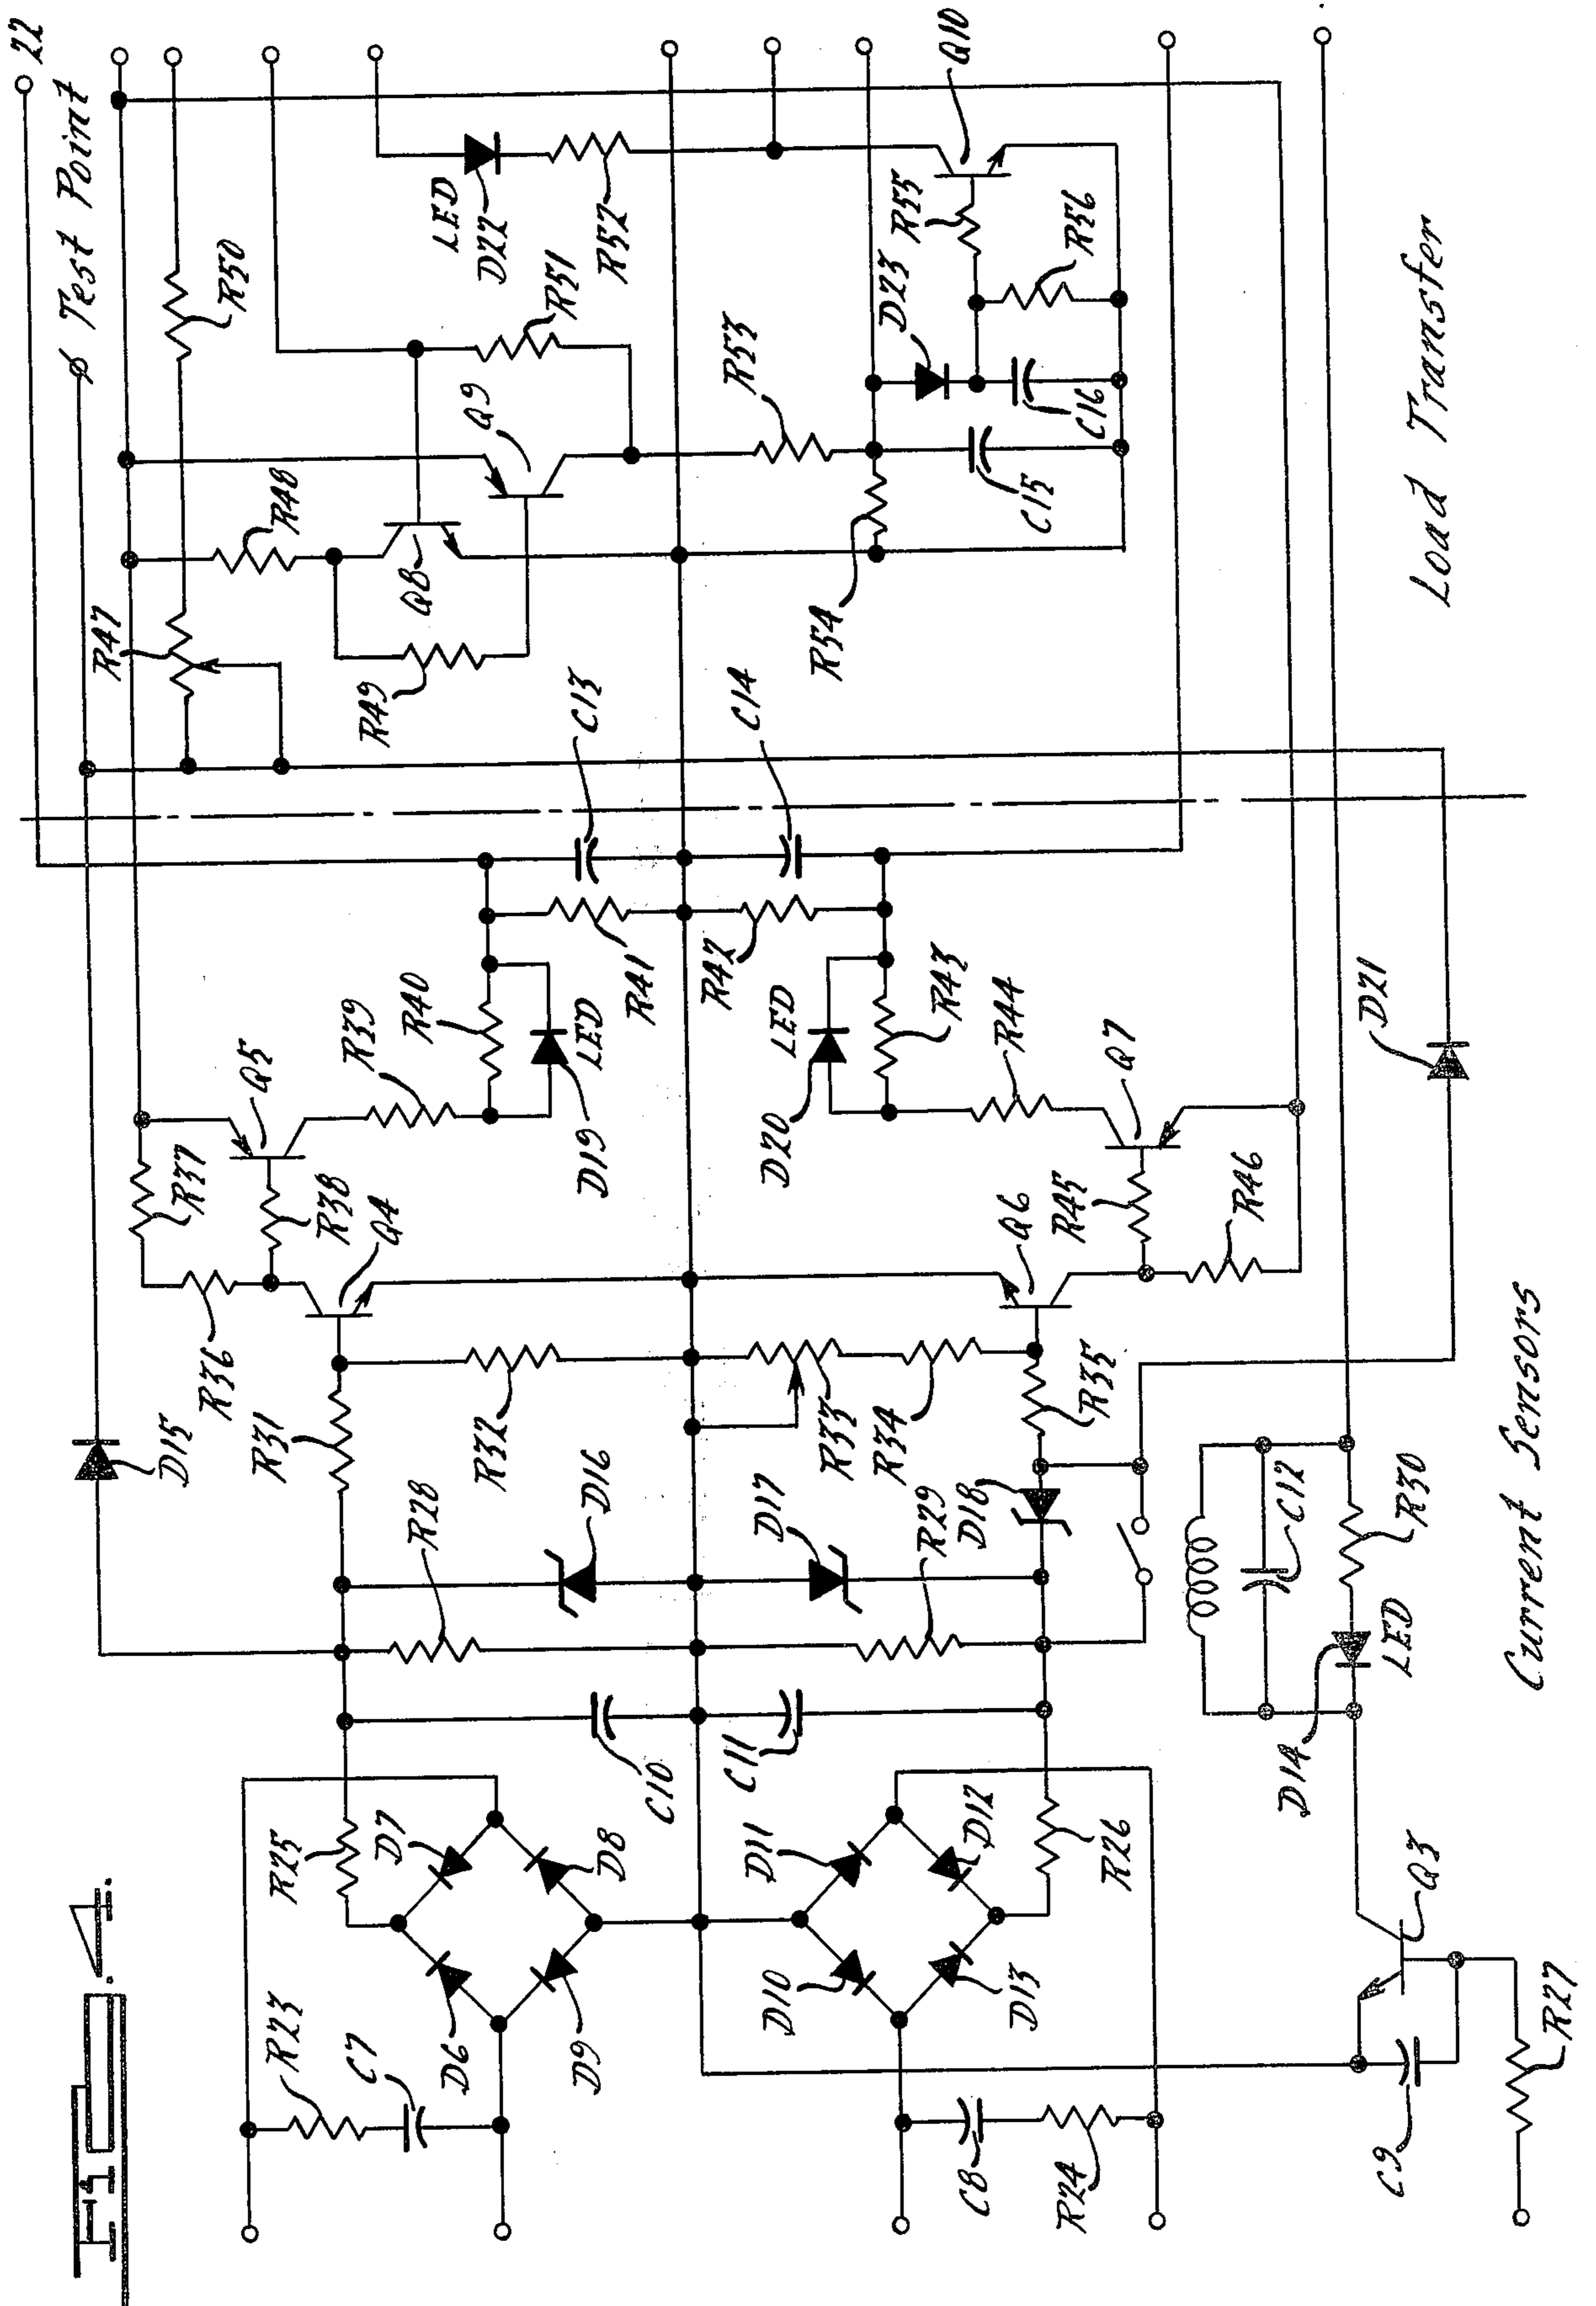 Fig. 4.
22
Test Point
R50
R47
LED
D22
R52
R51
R48
Q9
Q8
R49
Q10
R55
R56
D23
R53
C16
C15
R54
C13
C14
Load Transfer
R37
Q5
R38
R39
R40
R41
LED
D19
Q4
R36
D15
R31
R32
R28
D16
R42
LED
D20
R43
R44
Q7
R45
R46
Q6
D21
R33
R34
R35
D17
R29
D18
C10
C11
R25
D7
D8
D6
D9
R23
C7
D11
D12
D10
D13
R26
C8
R24
C12
R30
LED
D14
Q3
C9
R27
Current Sensors